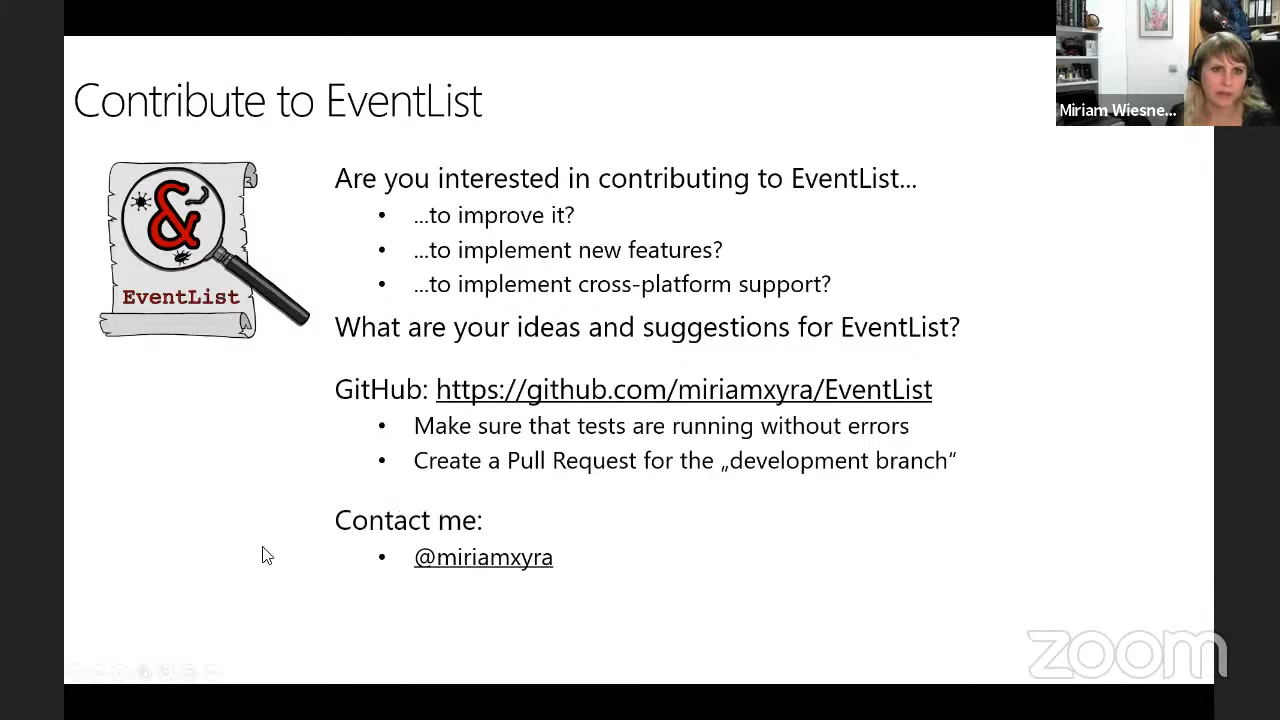 Contribute to EventList
Miriam Wiesne...
&
EventList
Are you interested in contributing to EventList...
• ...to improve it?
• ...to implement new features?
• ...to implement cross-platform support?
What are your ideas and suggestions for EventList?
GitHub: https://github.com/miriamxyra/EventList
• Make sure that tests are running without errors
• Create a Pull Request for the „development branch“
Contact me:
• @miriamxyra
zoom